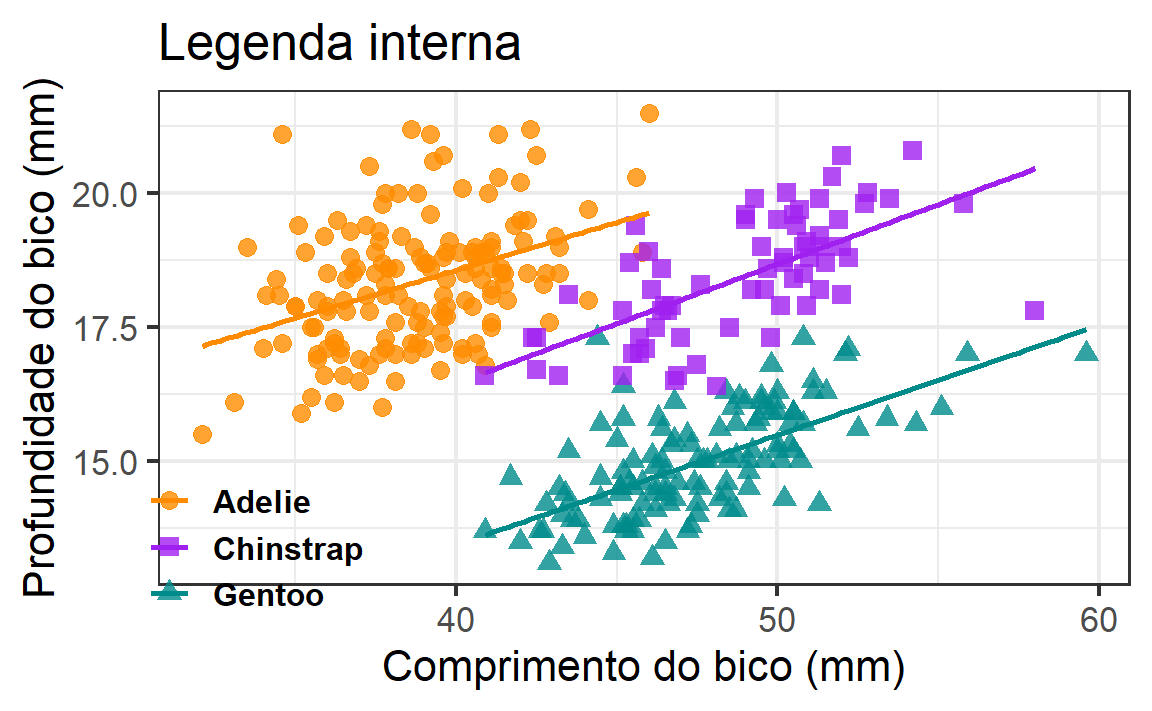 Legenda interna
Profundidade do bico (mm)
20.0
17.5
15.0
Adelie
Chinstrap
Gentoo
40 50 60
Comprimento do bico (mm)